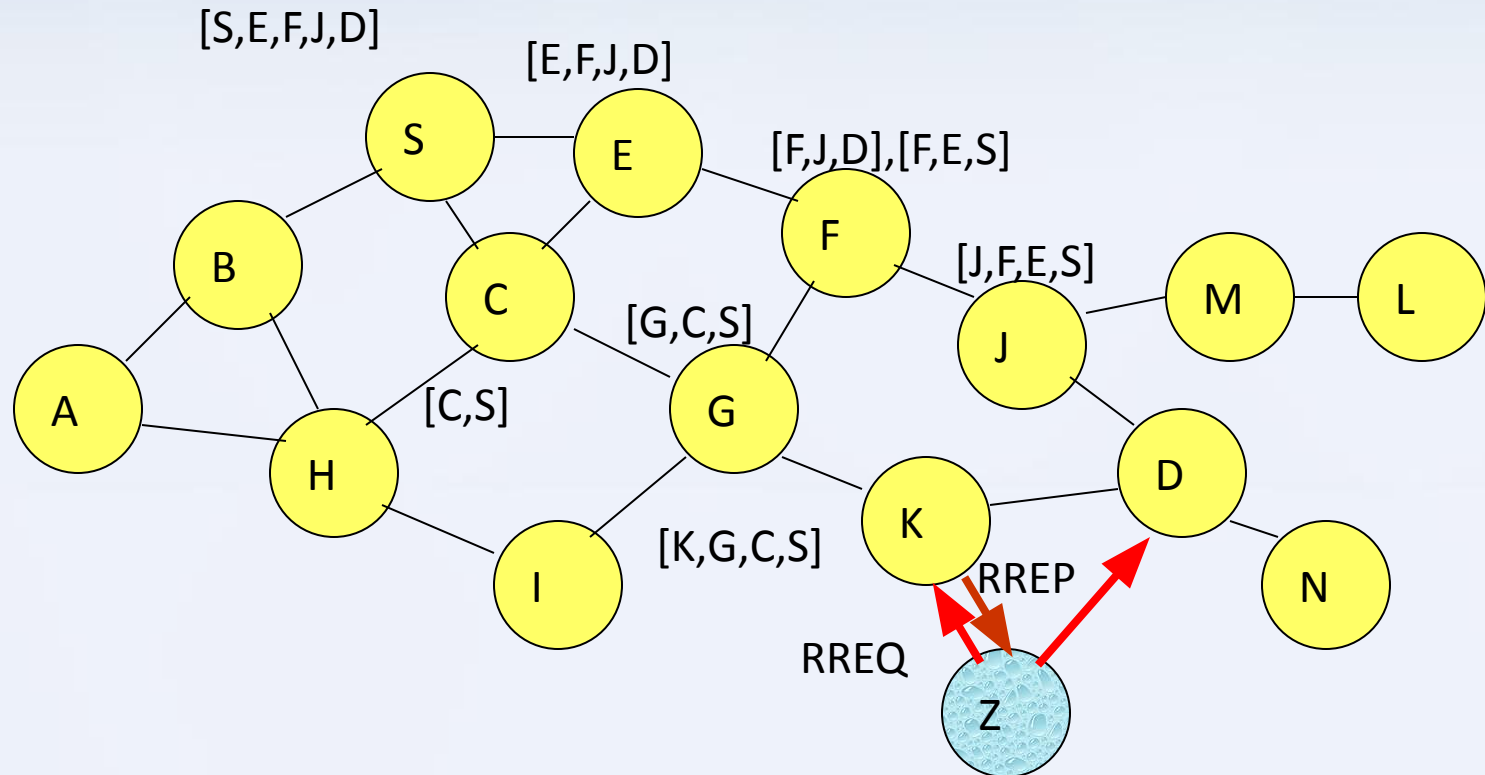 [S,E,F,J,D]
[E,F,J,D]
S
E
[F,J,D],[F,E,S]
F
B
[J,F,E,S]
C
M
L
[G,C,S]
J
[C,S]
A
G
H
D
K
[K,G,C,S]
RREP
I
N
RREQ
Z